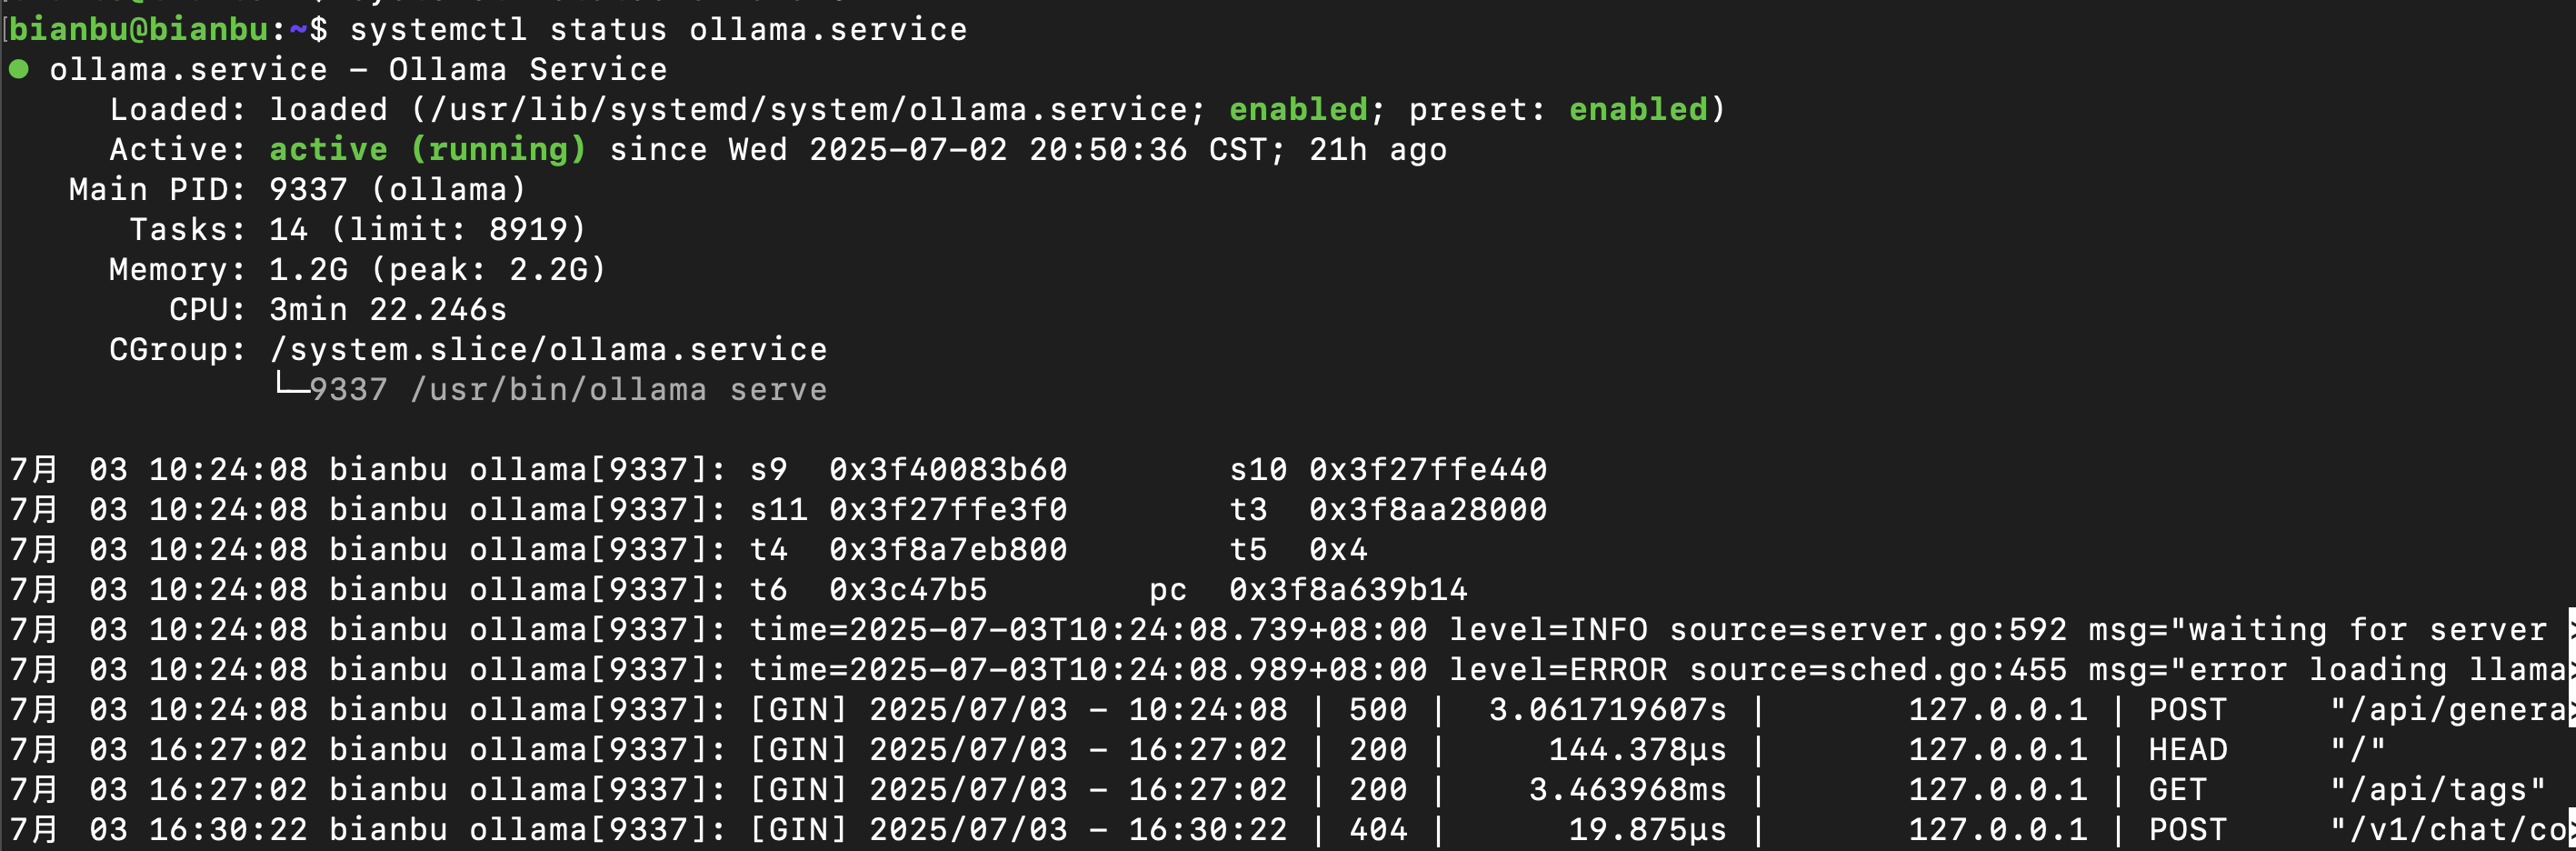 bianbu@bianbu:~$ systemctl status ollama.service
● ollama.service - Ollama Service
Loaded: loaded (/usr/lib/systemd/system/ollama.service; enabled; preset: enabled)
Active: active (running) since Wed 2025-07-02 20:50:36 CST; 21h ago
Main PID: 9337 (ollama)
Tasks: 14 (limit: 8919)
Memory: 1.2G (peak: 2.2G)
CPU: 3min 22.246s
CGroup: /system.slice/ollama.service
└─9337 /usr/bin/ollama serve
7月 03 10:24:08 bianbu ollama[9337]: s9 0x3f40083b60 s10 0x3f27ffe440
7月 03 10:24:08 bianbu ollama[9337]: s11 0x3f27ffe3f0 t3 0x3f8aa28000
7月 03 10:24:08 bianbu ollama[9337]: t4 0x3f8a7eb800 t5 0x4
7月 03 10:24:08 bianbu ollama[9337]: t6 0x3c47b5 pc 0x3f8a639b14
7月 03 10:24:08 bianbu ollama[9337]: time=2025-07-03T10:24:08.739+08:00 level=INFO source=server.go:592 msg="waiting for server >
7月 03 10:24:08 bianbu ollama[9337]: time=2025-07-03T10:24:08.989+08:00 level=ERROR source=sched.go:455 msg="error loading llama>
7月 03 10:24:08 bianbu ollama[9337]: [GIN] 2025/07/03 - 10:24:08 | 500 | 3.061719607s | 127.0.0.1 | POST "/api/genera>
7月 03 16:27:02 bianbu ollama[9337]: [GIN] 2025/07/03 - 16:27:02 | 200 | 144.378µs | 127.0.0.1 | HEAD "/"
7月 03 16:27:02 bianbu ollama[9337]: [GIN] 2025/07/03 - 16:27:02 | 200 | 3.463968ms | 127.0.0.1 | GET "/api/tags"
7月 03 16:30:22 bianbu ollama[9337]: [GIN] 2025/07/03 - 16:30:22 | 404 | 19.875µs | 127.0.0.1 | POST "/v1/chat/co>